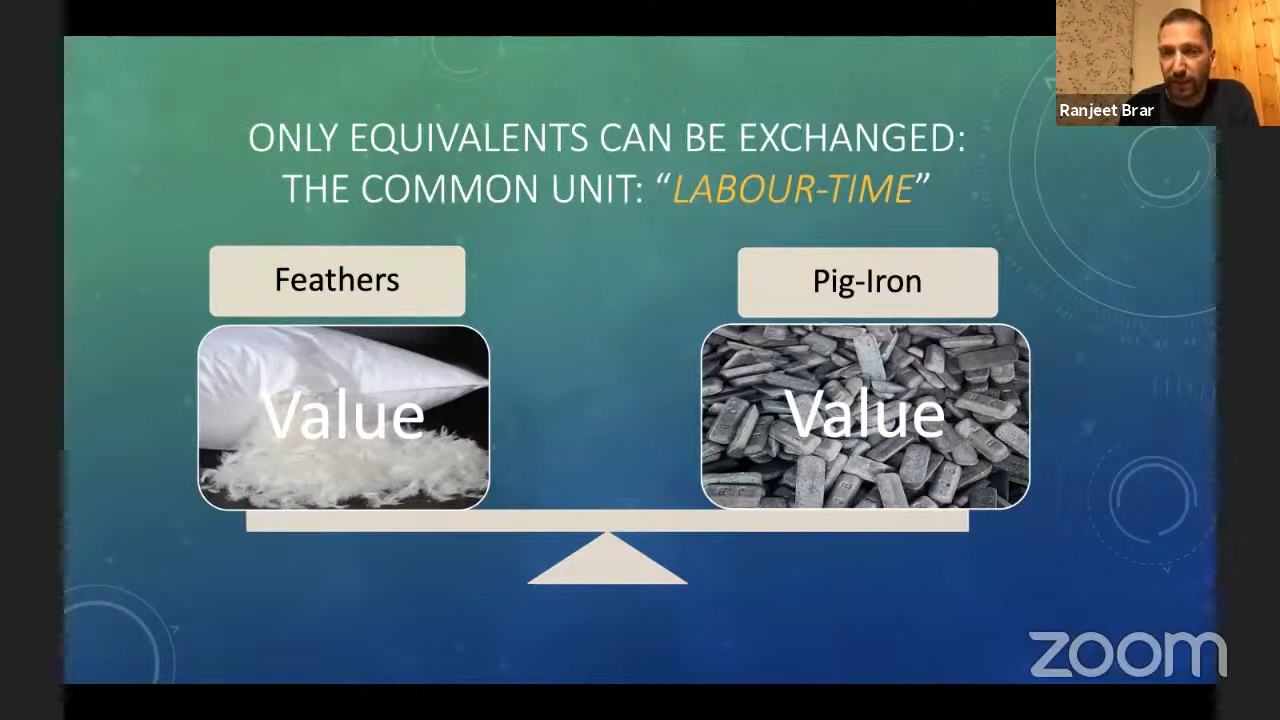 Ranjeet Brar
ONLY EQUIVALENTS CAN BE EXCHANGED:
THE COMMON UNIT: “LABOUR-TIME”
Feathers
Pig-Iron
Value
Value
zoom